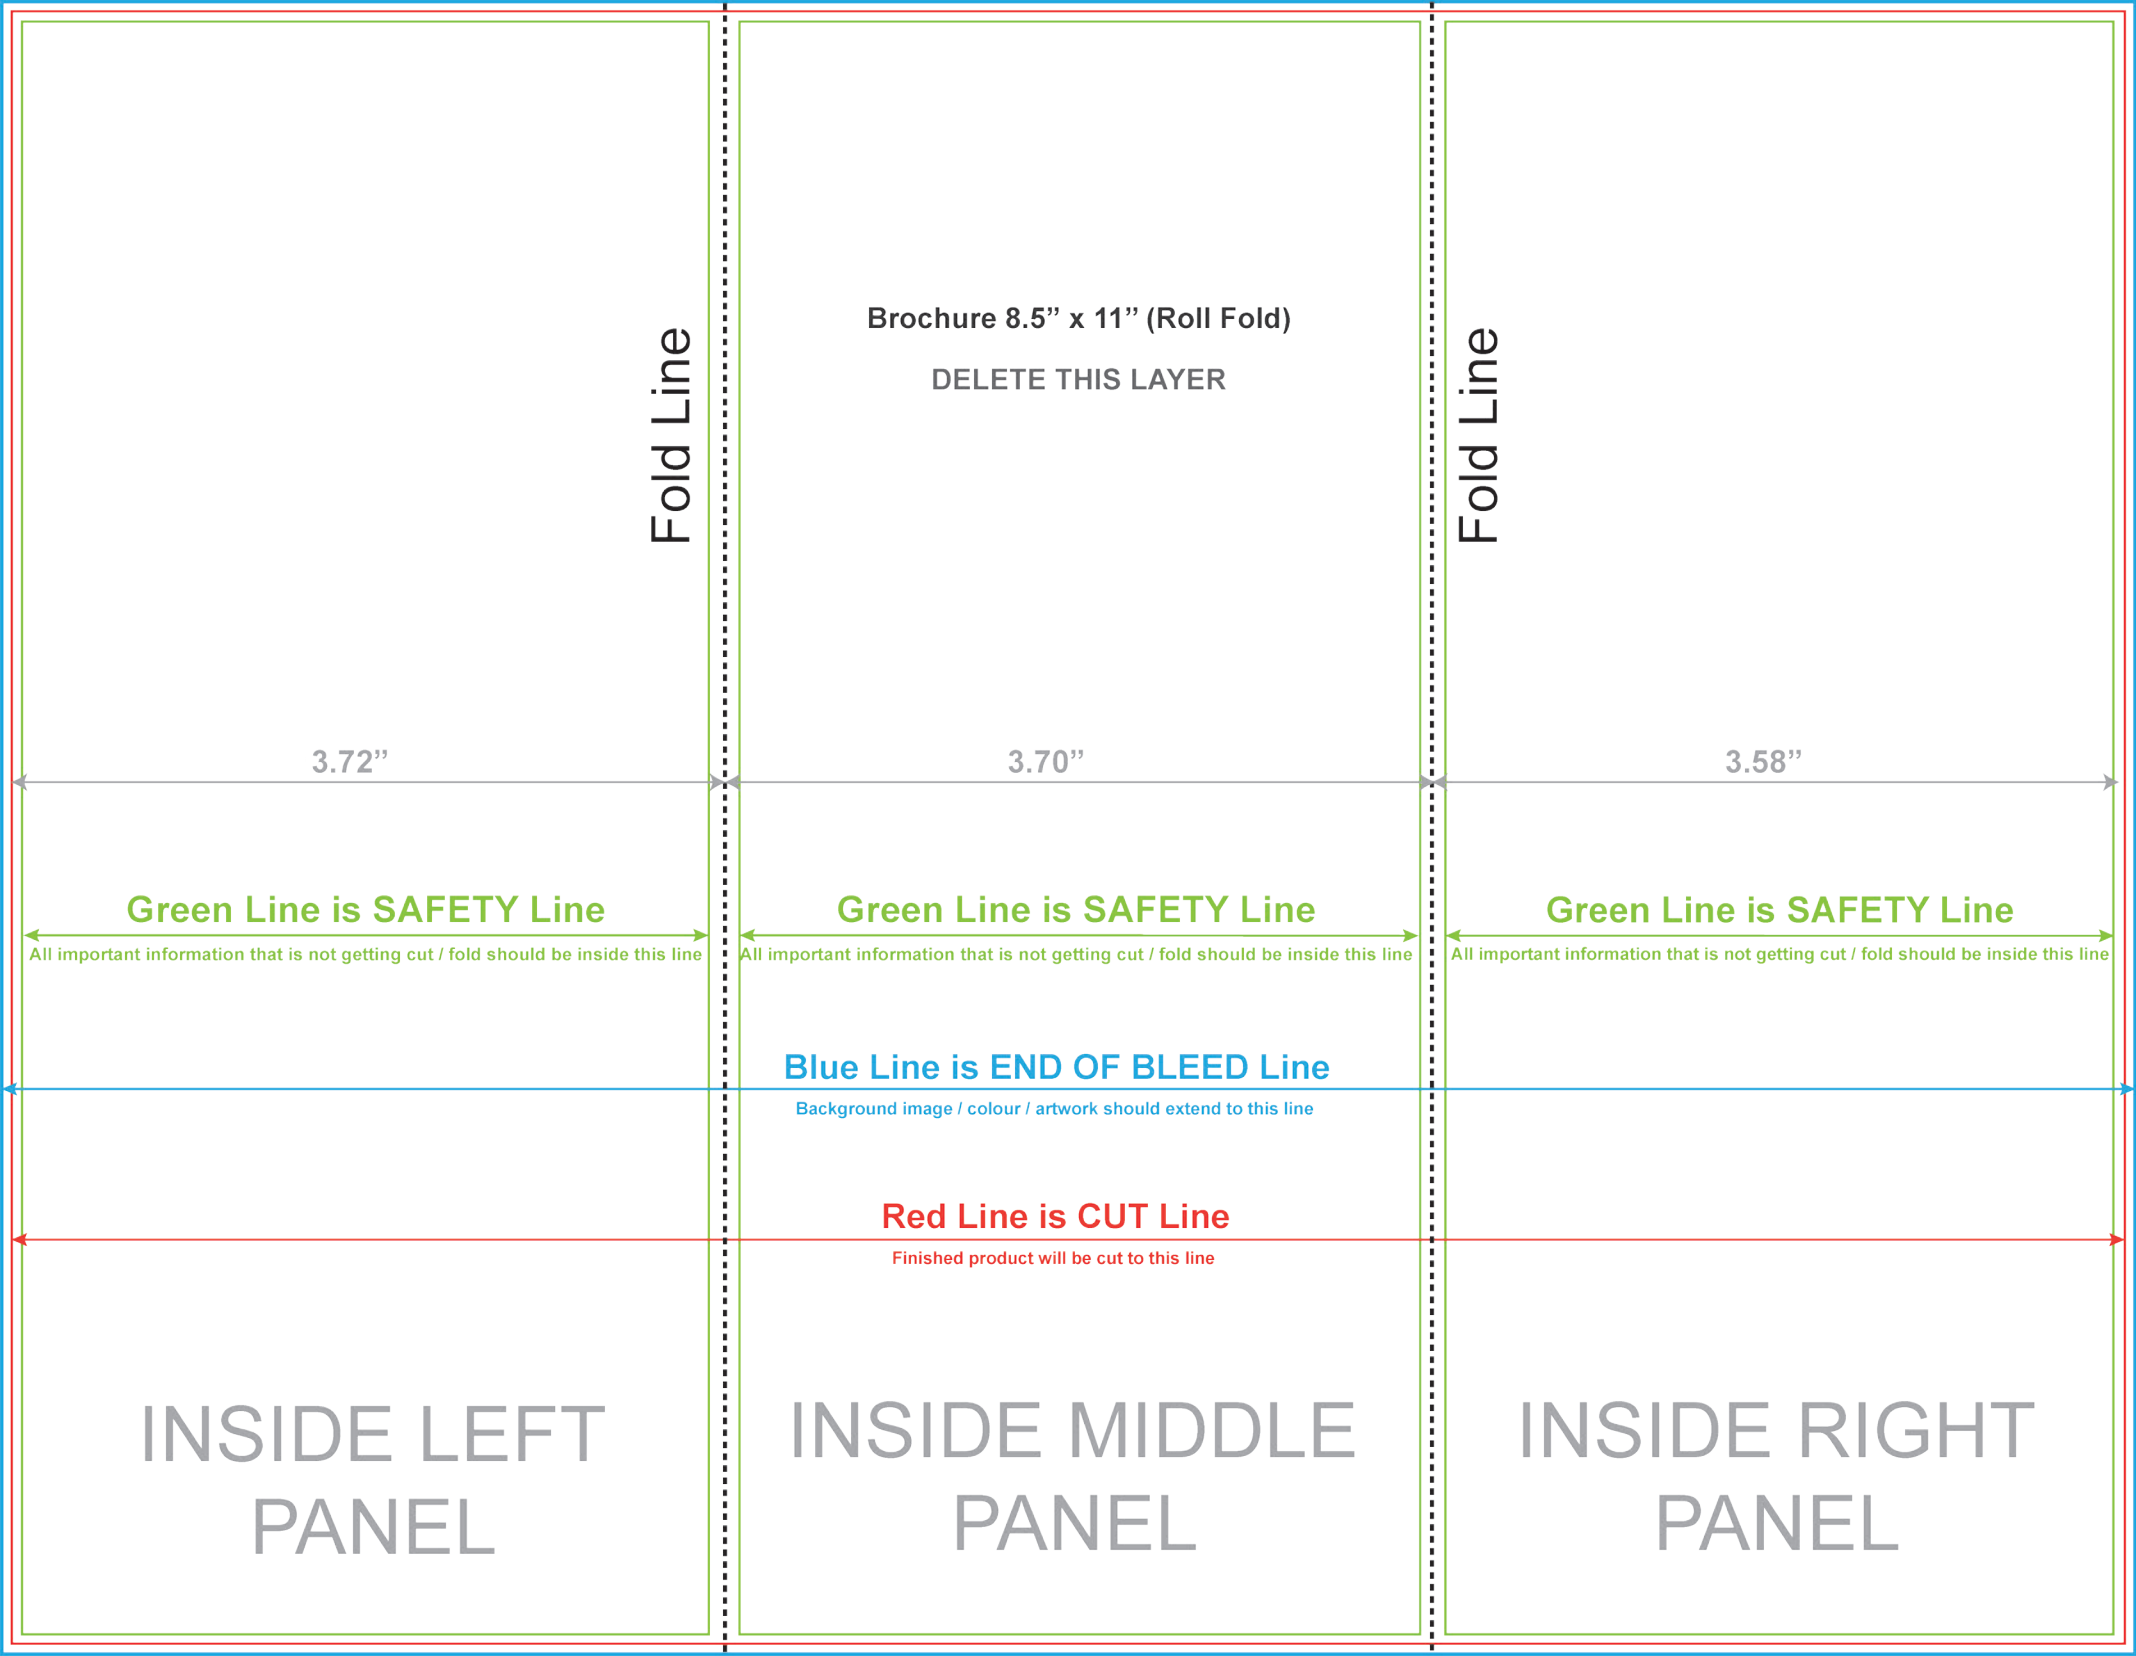 Brochure 8.5” x 11” (Roll Fold)
DELETE THIS LAYER
Fold Line
Fold Line
3.72”
3.70”
3.58”
Green Line is SAFETY Line
All important information that is not getting cut / fold should be inside this line
Green Line is SAFETY Line
All important information that is not getting cut / fold should be inside this line
Green Line is SAFETY Line
All important information that is not getting cut / fold should be inside this line
Blue Line is END OF BLEED Line
Background image / colour / artwork should extend to this line
Red Line is CUT Line
Finished product will be cut to this line
INSIDE LEFT
PANEL
INSIDE MIDDLE
PANEL
INSIDE RIGHT
PANEL